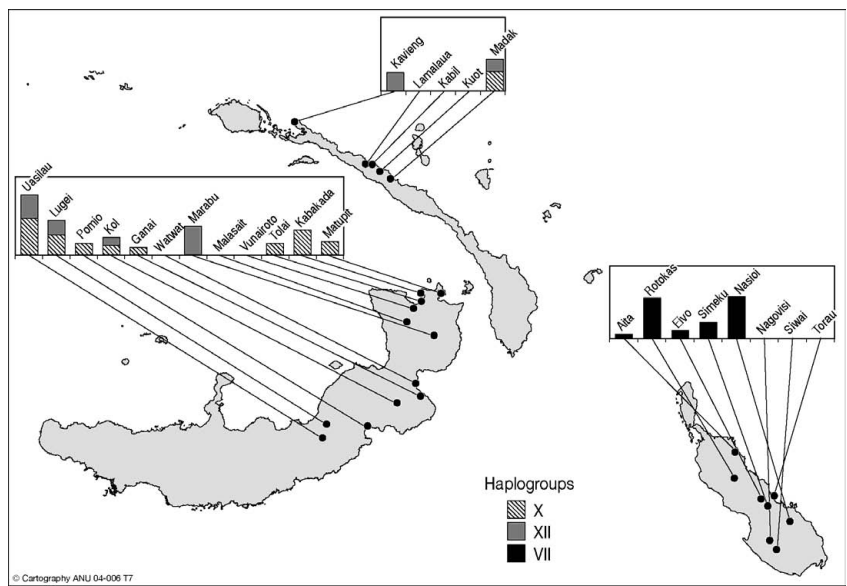 Kavieng
Lamalaua
Kabil
Kuot
Madak
Uasilau
Lugei
Pomio
Kol
Ganai
Watwat
Marabu
Malasait
Vunairoto
Tolai
Kabakada
Matupit
Aita
Rotokas
Eivo
Simeku
Nasioi
Nagovisi
Siwai
Torau
Haplogroups
X
XII
VII
© Cartography ANU 04-006 T7